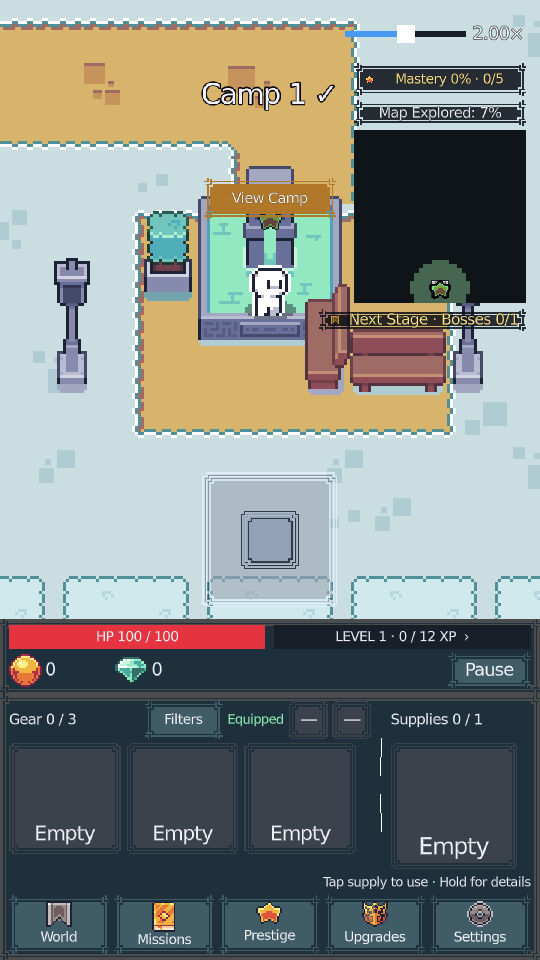 2.00×
Mastery 0% · 0/5
Camp 1 ✓
Map Explored: 7%
View Camp
Next Stage · Bosses 0/1
HP 100 / 100
LEVEL 1 · 0 / 12 XP ›
0
0
Pause
Gear 0 / 3
Filters
Equipped
—
—
Supplies 0 / 1
Empty
Empty
Empty
Empty
Tap supply to use · Hold for details
World
Missions
Prestige
Upgrades
Settings